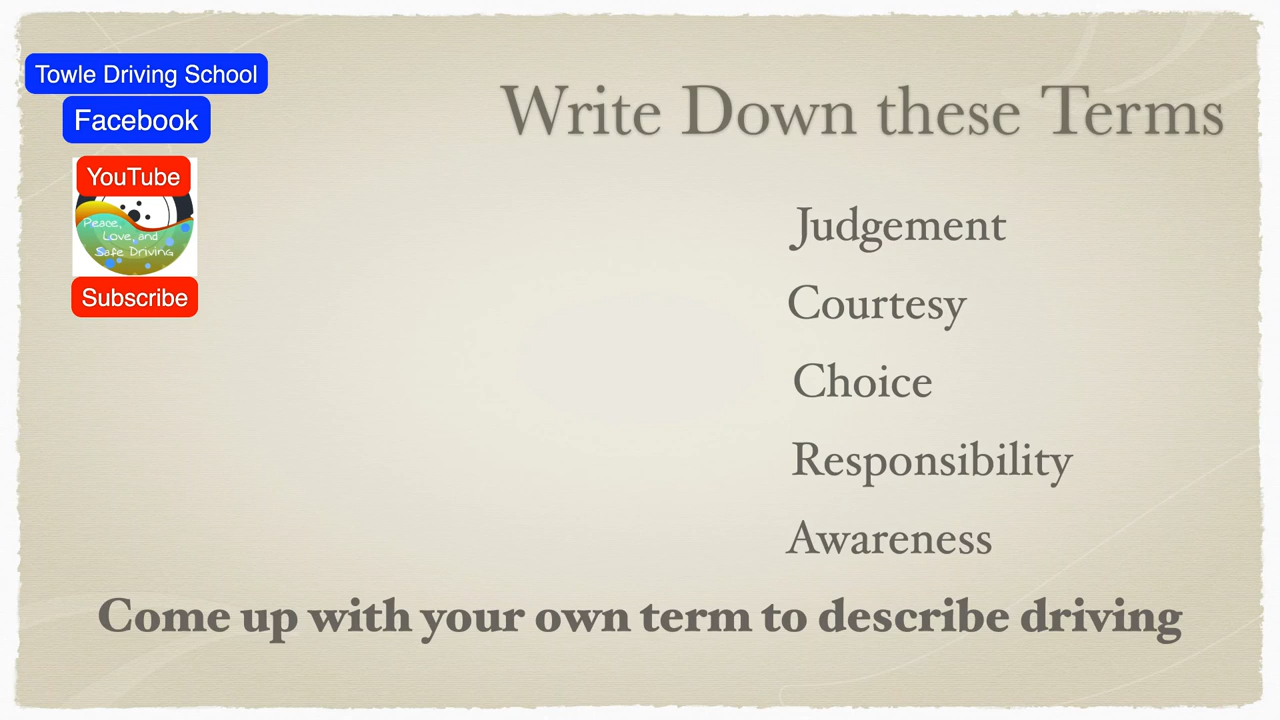 Towle Driving School
Facebook
YouTube
Peace,
Love, and
Safe Driving
Subscribe
Write Down these Terms
Judgement
Courtesy
Choice
Responsibility
Awareness
Come up with your own term to describe driving